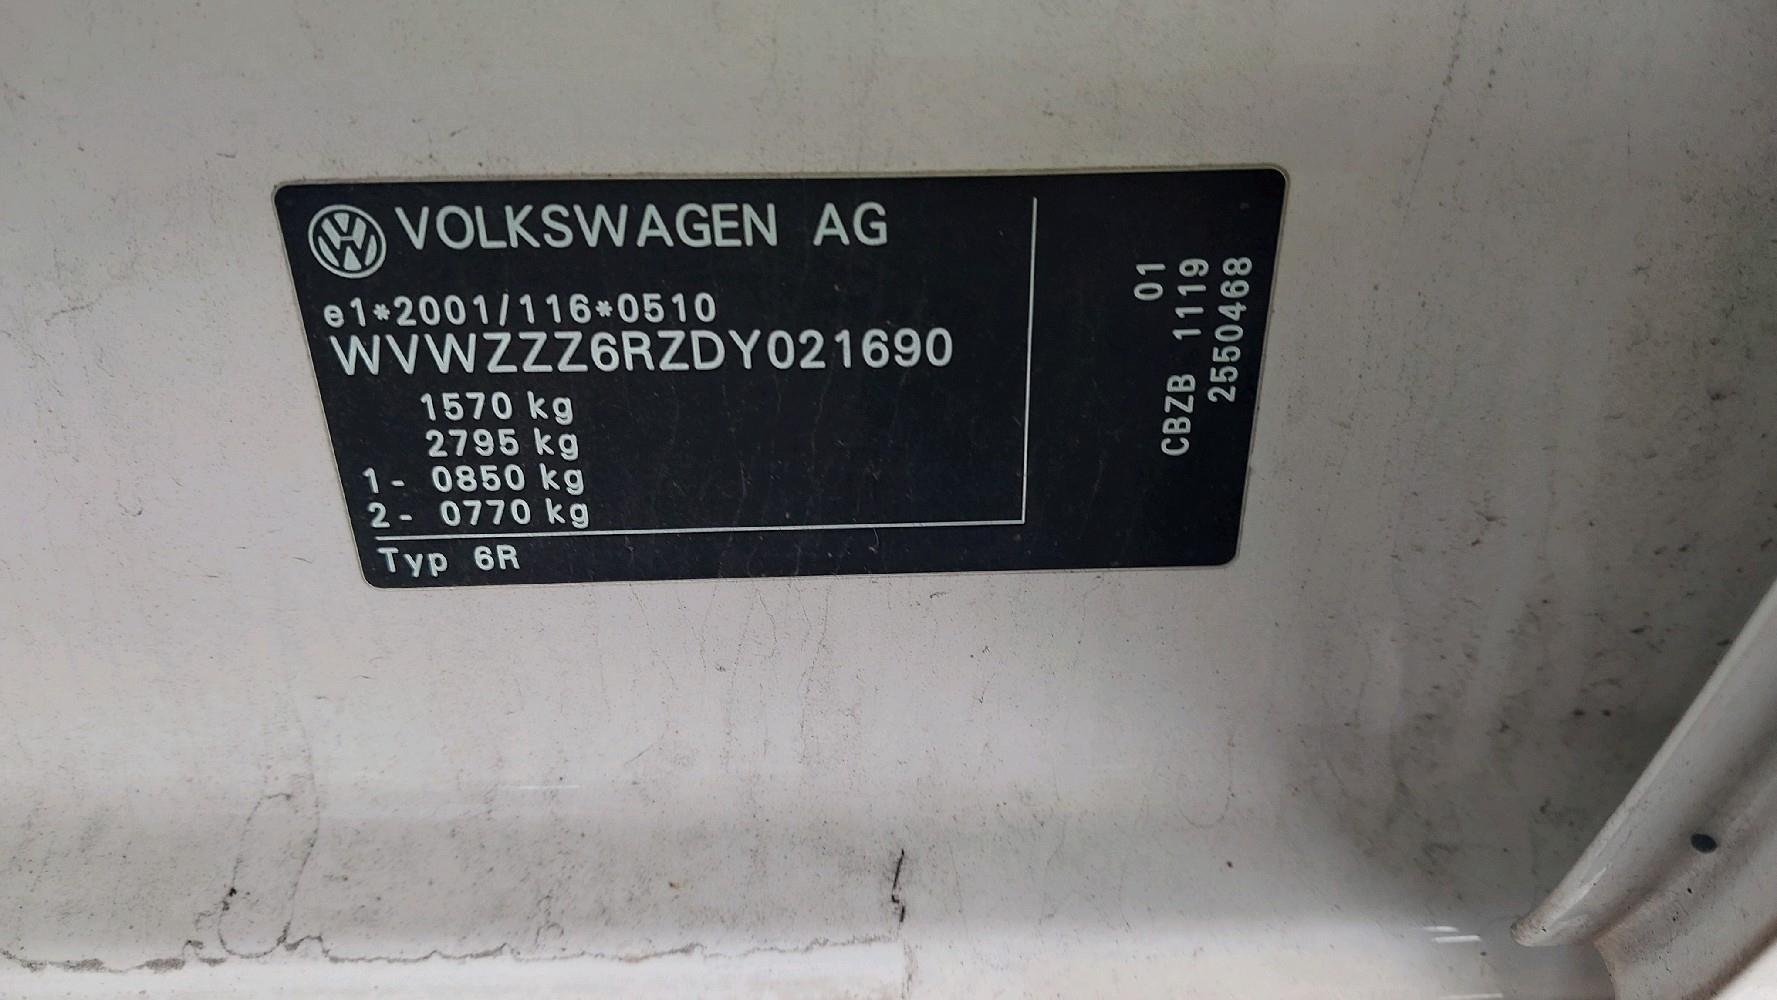 VOLKSWAGEN AG
e1*2001/116*0510
WVWZZZ6RZDY021690
1570 kg
2795 kg
1- 0850 kg
2- 0770 kg
Typ 6R
01
CBZB 1119
2550468